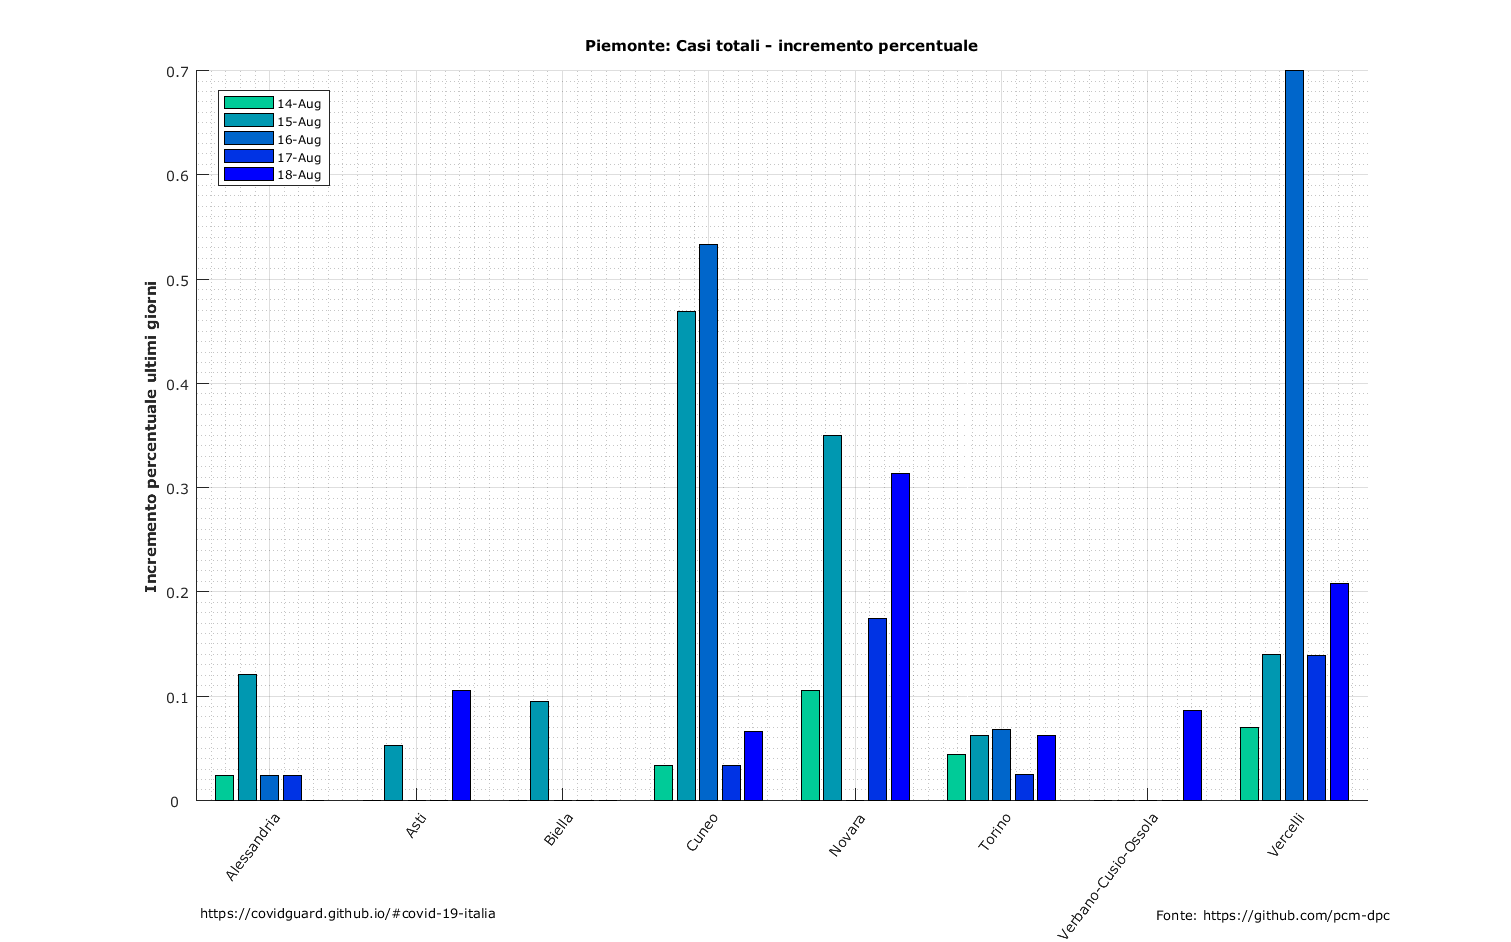 Piemonte: Casi totali - incremento percentuale
0.7
0.6
0.5
0.4
0.3
0.2
0.1
0
Incremento percentuale ultimi giorni
14-Aug
15-Aug
16-Aug
17-Aug
18-Aug
Alessandria
Asti
Biella
Cuneo
Novara
Torino
Verbano-Cusio-Ossola
Vercelli
https://covidguard.github.io/#covid-19-italia
Fonte: https://github.com/pcm-dpc